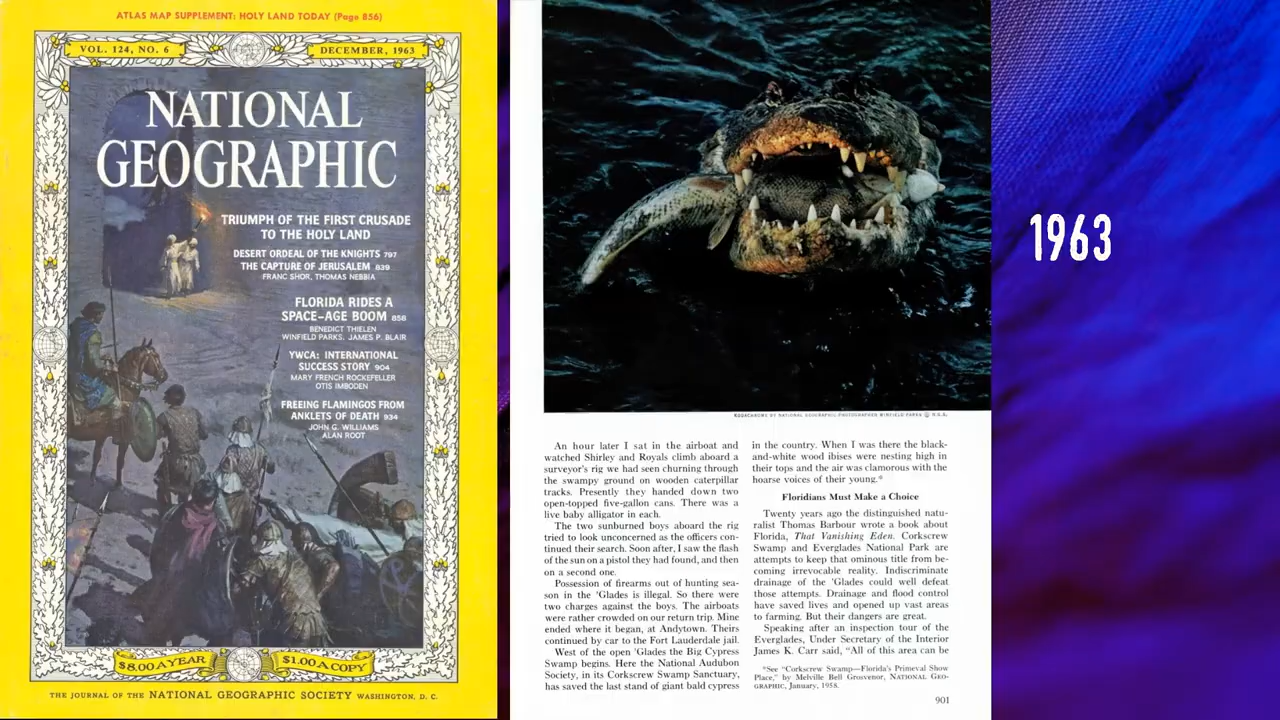 ATLAS MAP SUPPLEMENT: HOLY LAND TODAY (Page 856)
VOL. 124, NO. 6
DECEMBER, 1963
NATIONAL
GEOGRAPHIC
TRIUMPH OF THE FIRST CRUSADE
TO THE HOLY LAND
DESERT ORDEAL OF THE KNIGHTS 797
THE CAPTURE OF JERUSALEM 839
FRANC SHOR, THOMAS NEBBIA
FLORIDA RIDES A
SPACE-AGE BOOM 858
BENEDICT THIELEN
WINFIELD PARKS, JAMES P. BLAIR
YWCA: INTERNATIONAL
SUCCESS STORY 904
MARY FRENCH ROCKEFELLER
OTIS IMBODEN
FREEING FLAMINGOS FROM
ANKLETS OF DEATH 934
JOHN G. WILLIAMS
ALAN ROOT
$8.00 A YEAR
$1.00 A COPY
THE JOURNAL OF THE NATIONAL GEOGRAPHIC SOCIETY WASHINGTON, D. C.
KODACHROME BY NATIONAL GEOGRAPHIC PHOTOGRAPHER WINFIELD PARKS © N.G.S.
An hour later I sat in the airboat and
watched Shirley and Royals climb aboard a
surveyor's rig we had seen churning through
the swampy ground on wooden caterpillar
tracks. Presently they handed down two
open-topped five-gallon cans. There was a
live baby alligator in each.
The two sunburned boys aboard the rig
tried to look unconcerned as the officers con-
tinued their search. Soon after, I saw the flash
of the sun on a pistol they had found, and then
on a second one.
Possession of firearms out of hunting sea-
son in the 'Glades is illegal. So there were
two charges against the boys. The airboats
were rather crowded on our return trip. Mine
ended where it began, at Andytown. Theirs
continued by car to the Fort Lauderdale jail.
West of the open 'Glades the Big Cypress
Swamp begins. Here the National Audubon
Society, in its Corkscrew Swamp Sanctuary,
has saved the last stand of giant bald cypress
in the country. When I was there the black-
and-white wood ibises were nesting high in
their tops and the air was clamorous with the
hoarse voices of their young.*
Floridians Must Make a Choice
Twenty years ago the distinguished natu-
ralist Thomas Barbour wrote a book about
Florida, That Vanishing Eden. Corkscrew
Swamp and Everglades National Park are
attempts to keep that ominous title from be-
coming irrevocable reality. Indiscriminate
drainage of the 'Glades could well defeat
those attempts. Drainage and flood control
have saved lives and opened up vast areas
to farming. But their dangers are great.
Speaking after an inspection tour of the
Everglades, Under Secretary of the Interior
James K. Carr said, "All of this area can be
*See "Corkscrew Swamp—Florida's Primeval Show
Place," by Melville Bell Grosvenor, NATIONAL GEO-
GRAPHIC, January, 1958.
901
1963